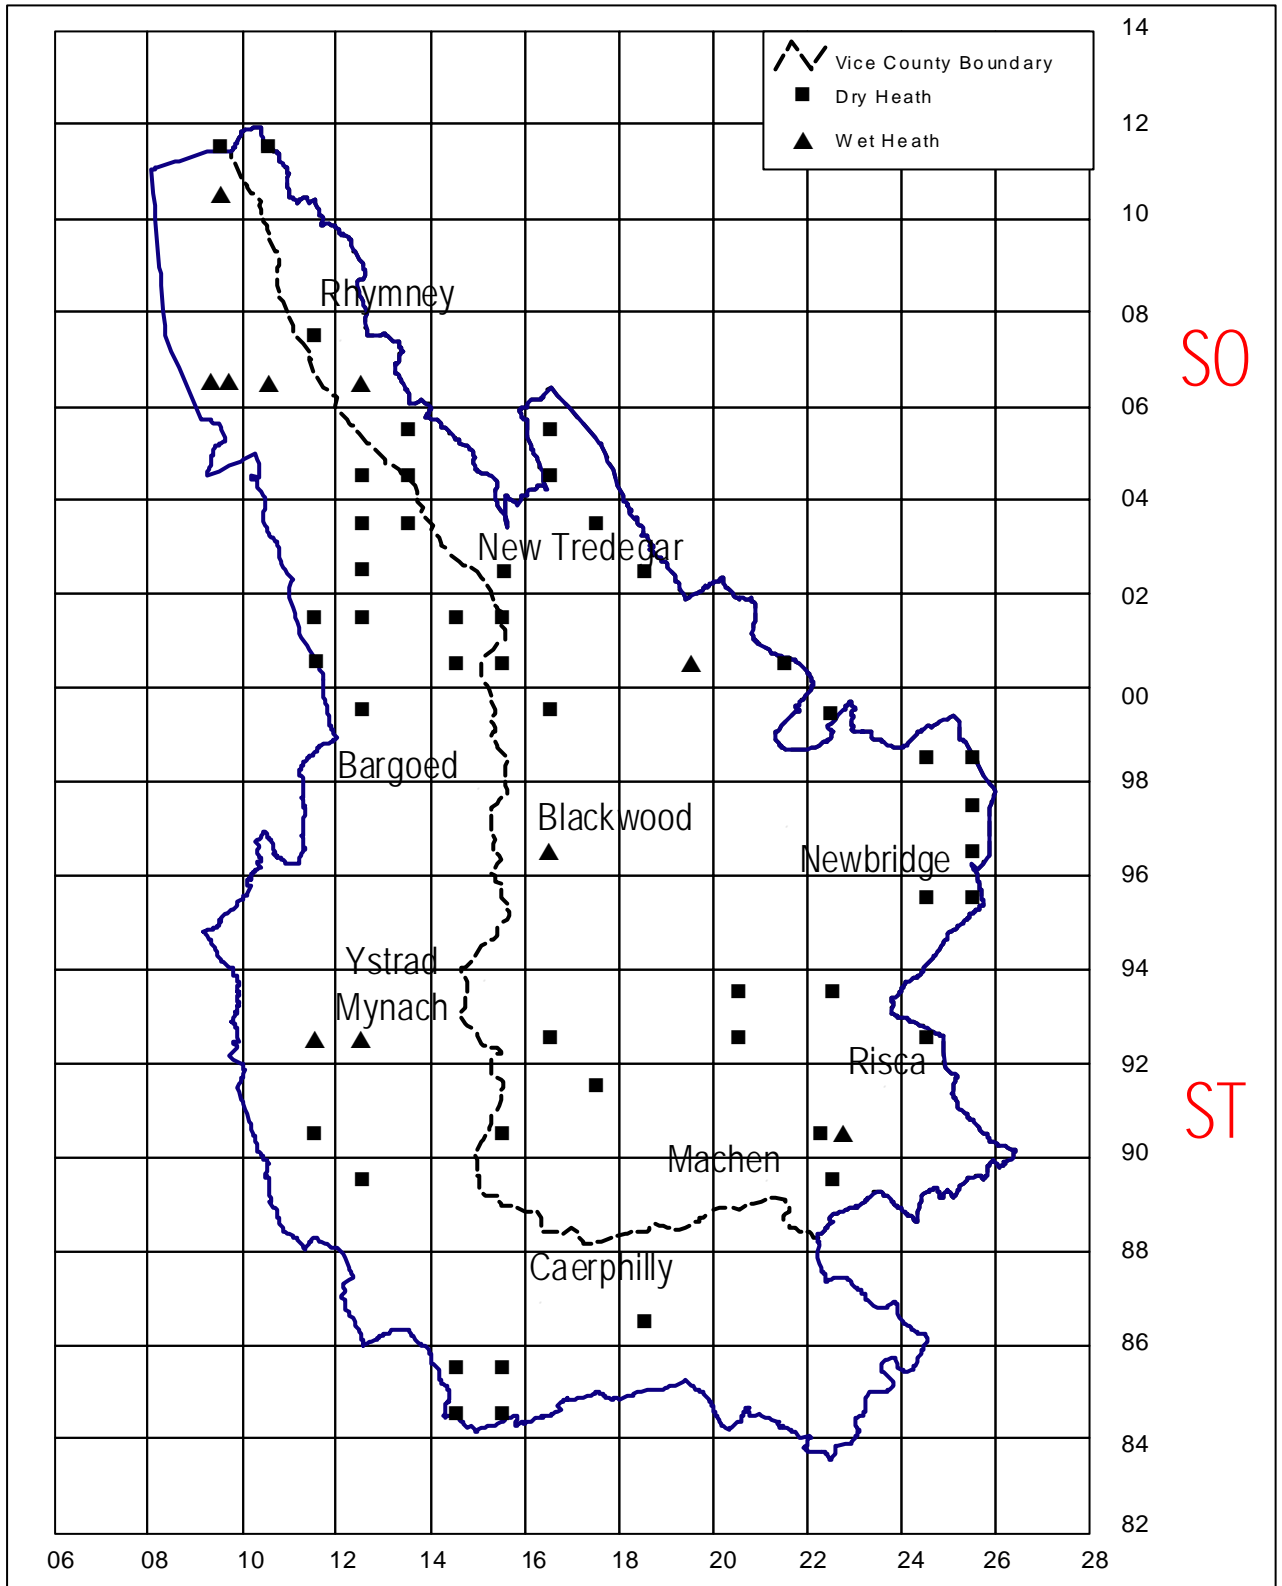 14
Vice County Boundary
Dry Heath
12
Wet Heath
10
Rhymney
08
SO
06
04
New Tredegar
02
00
Bargoed
98
Blackwood
Newbridge
96
Ystrad
94
Mynach
Risca
92
ST
Machen
90
88
Caerphilly
86
84
82
06 08 10 12 14 16 18 20 22 24 26 28